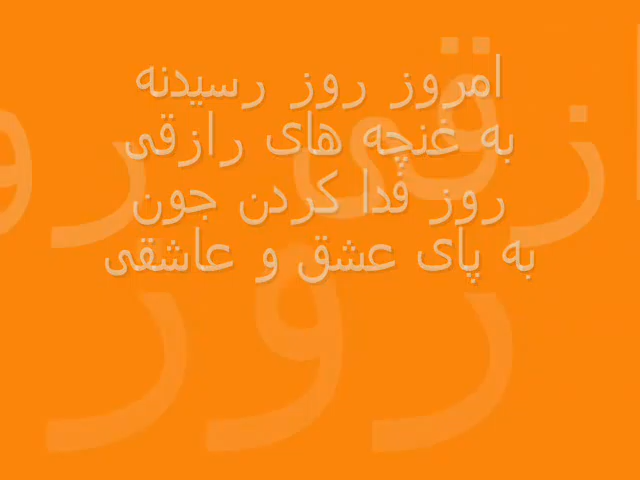 امروز روز رسیدنه
به غنچه های رازقی
روز فدا کردن جون
به پای عشق و عاشقی